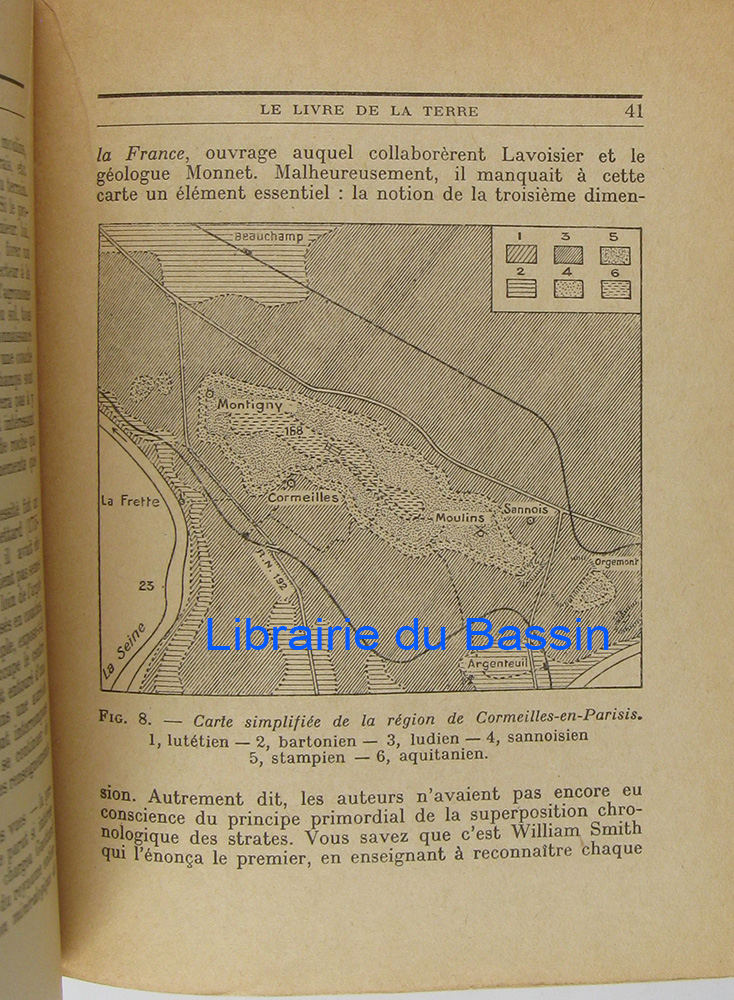 LE LIVRE DE LA TERRE 41
la France, ouvrage auquel collaborèrent Lavoisier et le
géologue Monnet. Malheureusement, il manquait à cette
carte un élément essentiel : la notion de la troisième dimen-
Beauchamp
1 3 5
2 4 6
Montigny
168
Cormeilles
La Frette
Moulins
Sannois
Orgemont
R.N. 192
23
La Seine
Argenteuil
Librairie du Bassin
FIG. 8. — Carte simplifiée de la région de Cormeilles-en-Parisis.
1, lutétien — 2, bartonien — 3, ludien — 4, sannoisien
5, stampien — 6, aquitanien.
sion. Autrement dit, les auteurs n'avaient pas encore eu
conscience du principe primordial de la superposition chro-
nologique des strates. Vous savez que c'est William Smith
qui l'énonça le premier, en enseignant à reconnaître chaque